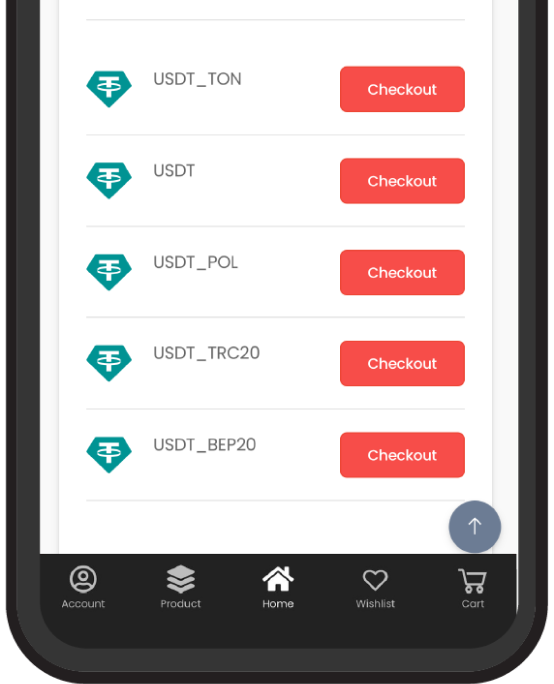 USDT_TON
Checkout
USDT
Checkout
USDT_POL
Checkout
USDT_TRC20
Checkout
USDT_BEP20
Checkout
Account Product Home Wishlist Cart